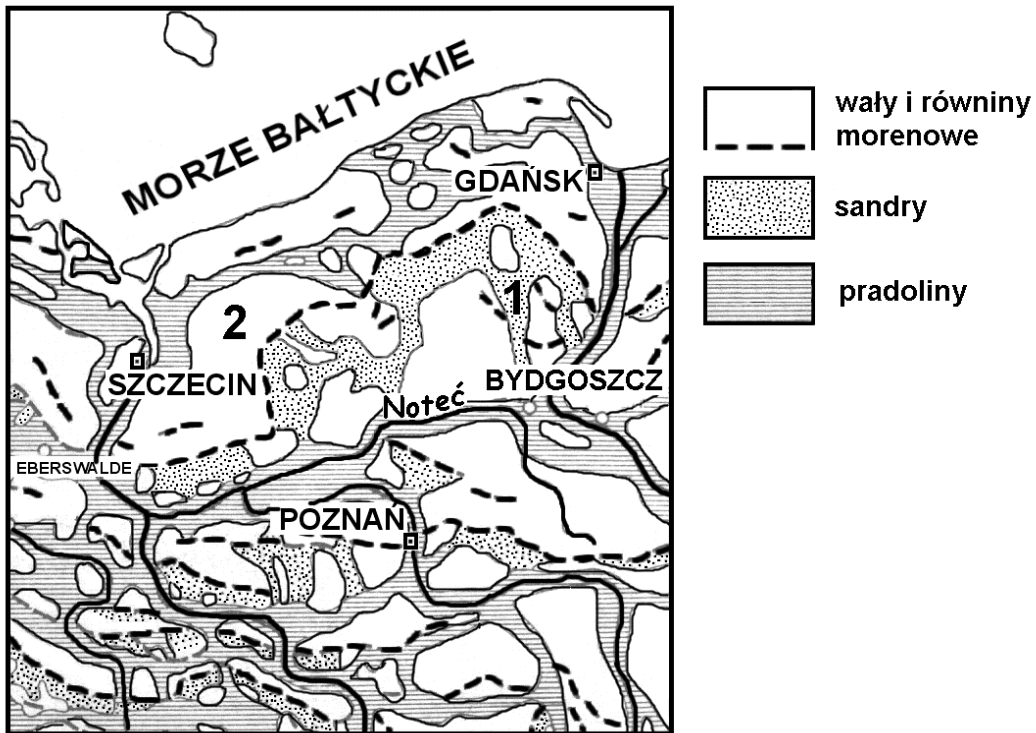 MORZE BAŁTYCKIE
GDAŃSK
1
2
SZCZECIN
BYDGOSZCZ
Noteć
EBERSWALDE
POZNAŃ
wały i równiny
morenowe
sandry
pradoliny